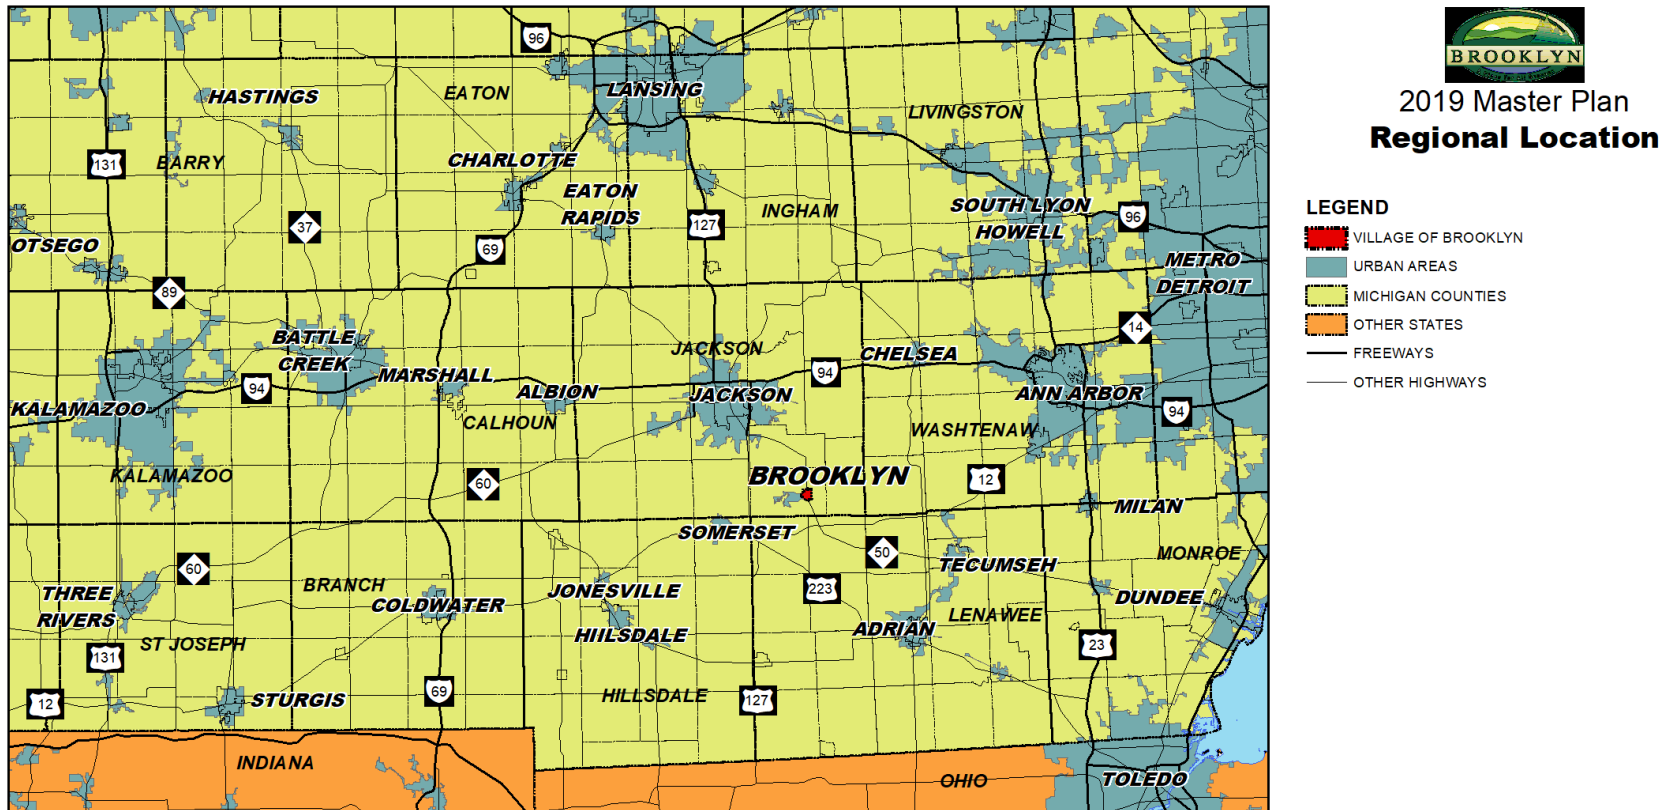 96
HASTINGS
EATON
LANSING
LIVINGSTON
131
BARRY
CHARLOTTE
EATON
RAPIDS
INGHAM
SOUTH LYON
HOWELL
96
37
127
OTSEGO
69
METRO
DETROIT
89
14
BATTLE
CREEK
JACKSON
CHELSEA
MARSHALL
94
ALBION
94
JACKSON
ANN ARBOR
94
KALAMAZOO
CALHOUN
WASHTENAW
KALAMAZOO
60
BROOKLYN
12
MILAN
SOMERSET
60
50
TECUMSEH
MONROE
THREE
RIVERS
BRANCH
COLDWATER
JONESVILLE
223
LENAWEE
DUNDEE
HIILSDALE
ADRIAN
ST JOSEPH
131
23
12
STURGIS
69
HILLSDALE
127
INDIANA
OHIO
TOLEDO
BROOKLYN
2019 Master Plan
Regional Location
LEGEND
VILLAGE OF BROOKLYN
URBAN AREAS
MICHIGAN COUNTIES
OTHER STATES
FREEWAYS
OTHER HIGHWAYS